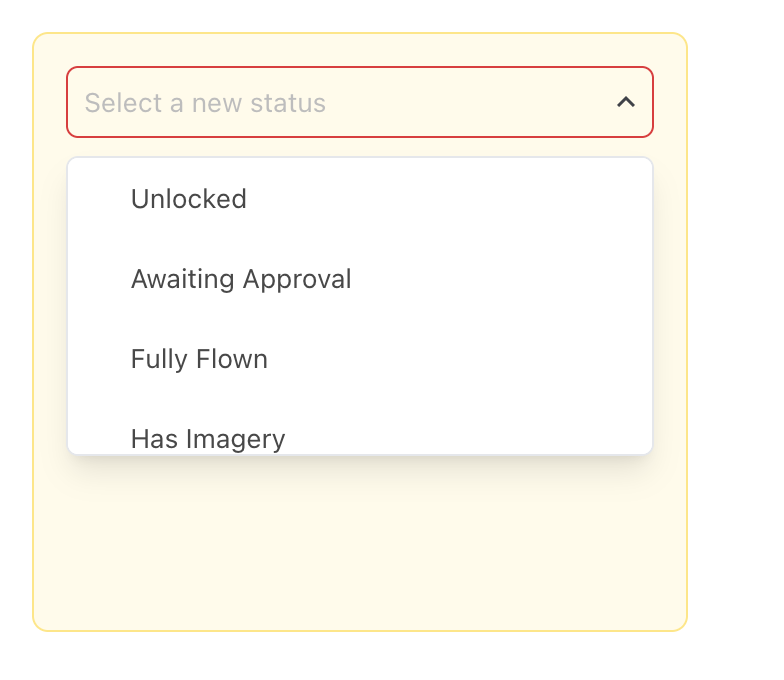 Select a new status
Unlocked
Awaiting Approval
Fully Flown
Has Imagery